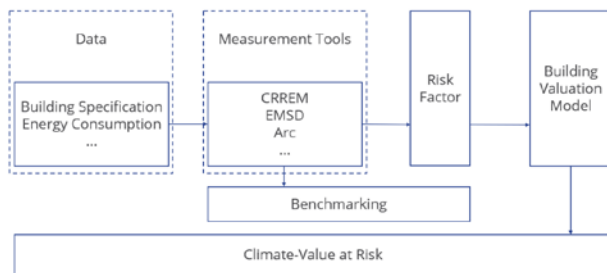 Data
Measurement Tools
Building Specification
Energy Consumption
...
CRREM
EMSD
Arc
...
Risk
Factor
Building
Valuation
Model
Benchmarking
Climate-Value at Risk